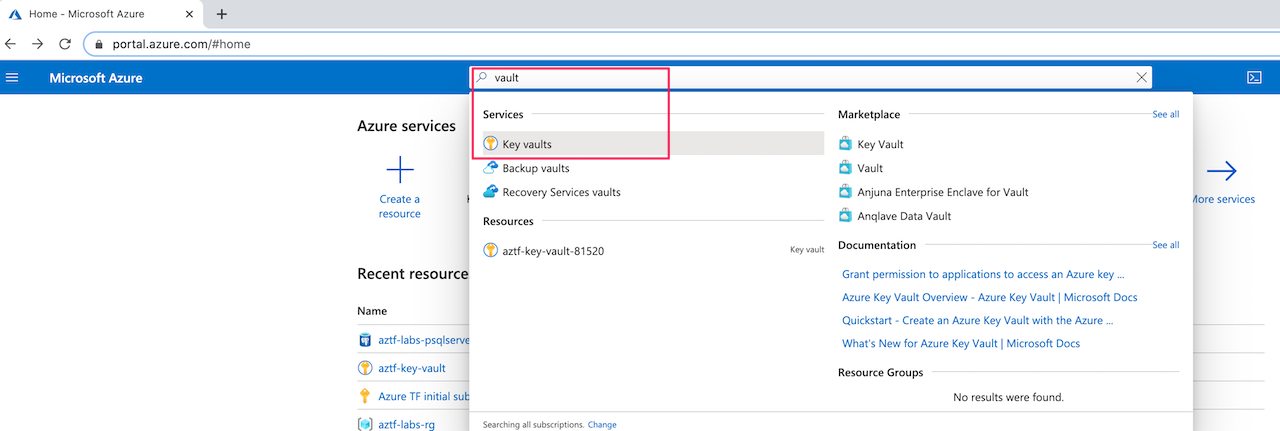 Home - Microsoft Azure
portal.azure.com/#home
Microsoft Azure
vault
Azure services
Create a
resource
More services
Services
Key vaults
Backup vaults
Recovery Services vaults
Resources
aztf-key-vault-81520 Key vault
Marketplace See all
Key Vault
Vault
Anjuna Enterprise Enclave for Vault
Anqlave Data Vault
Documentation See all
Grant permission to applications to access an Azure key ...
Azure Key Vault Overview - Azure Key Vault | Microsoft Docs
Quickstart - Create an Azure Key Vault with the Azure ...
What's New for Azure Key Vault | Microsoft Docs
Resource Groups
No results were found.
Searching all subscriptions. Change
Recent resource
Name
aztf-labs-psqlserve
aztf-key-vault
Azure TF initial sub
aztf-labs-rg